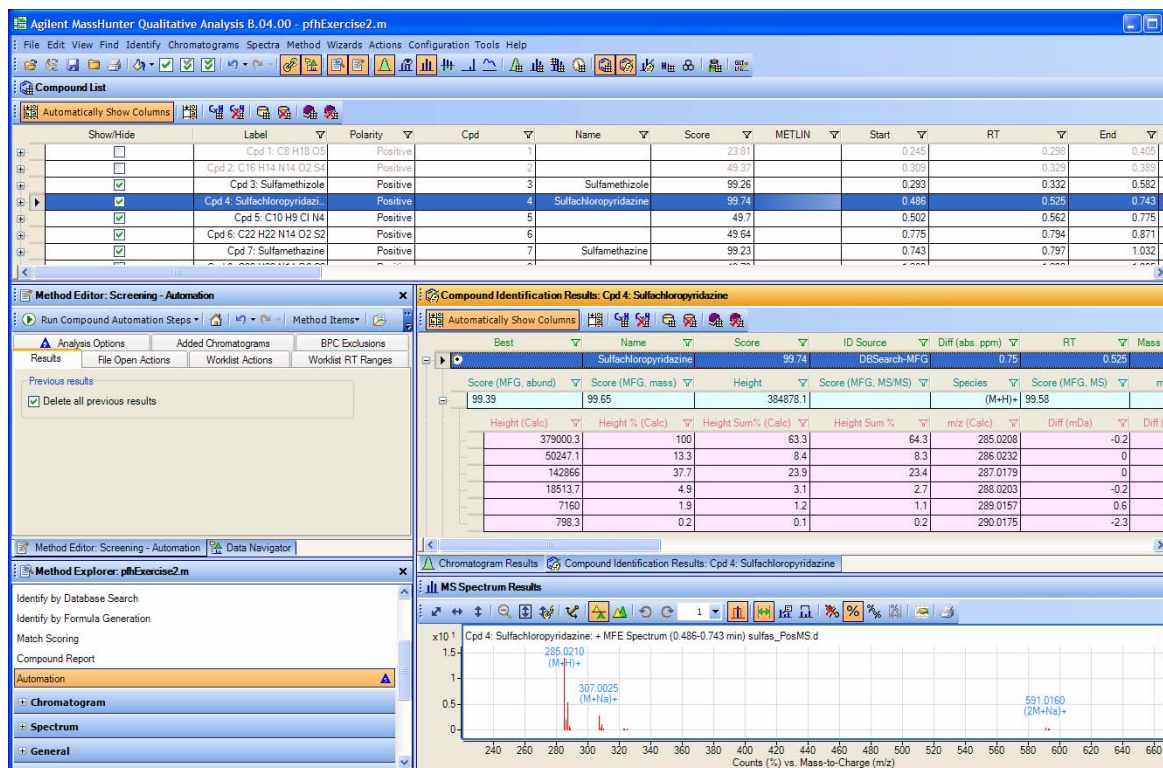 Agilent MassHunter Qualitative Analysis B.04.00 - pfhExercise2.m
File Edit View Find Identify Chromatograms Spectra Method Wizards Actions Configuration Tools Help
Compound List
Automatically Show Columns
Show/Hide Label Polarity Cpd Name Score METLIN Start RT End
Cpd 1: C8 H18 O5 Positive 1 23.81 0.245 0.298 0.405
Cpd 2: C16 H14 N14 O2 S4 Positive 2 49.37 0.309 0.329 0.389
Cpd 3: Sulfamethizole Positive 3 Sulfamethizole 99.26 0.293 0.332 0.582
Cpd 4: Sulfachloropyridazi... Positive 4 Sulfachloropyridazine 99.74 0.486 0.525 0.743
Cpd 5: C10 H9 Cl N4 Positive 5 49.7 0.502 0.562 0.775
Cpd 6: C22 H22 N14 O2 S2 Positive 6 49.64 0.775 0.794 0.871
Cpd 7: Sulfamethazine Positive 7 Sulfamethazine 99.23 0.743 0.797 1.032
Method Editor: Screening - Automation
Run Compound Automation Steps Method Items
Analysis Options Added Chromatograms BPC Exclusions
Results File Open Actions Worklist Actions Worklist RT Ranges
Previous results
Delete all previous results
Method Editor: Screening - Automation Data Navigator
Method Explorer: pfhExercise2.m
Identify by Database Search
Identify by Formula Generation
Match Scoring
Compound Report
Automation
Chromatogram
Spectrum
General
Compound Identification Results: Cpd 4: Sulfachloropyridazine
Automatically Show Columns
Best Name Score ID Source Diff (abs. ppm) RT Mass
Sulfachloropyridazine 99.74 DBSearch-MFG 0.75 0.525
Score (MFG, abund) Score (MFG, mass) Height Score (MFG, MS/MS) Species Score (MFG, MS) m
99.39 99.65 384878.1 (M+H)+ 99.58
Height (Calc) Height % (Calc) Height Sum% (Calc) Height Sum % m/z (Calc) Diff (mDa) Diff (
379000.3 100 63.3 64.3 285.0208 -0.2
50247.1 13.3 8.4 8.3 286.0232 0
142866 37.7 23.9 23.4 287.0179 0
18513.7 4.9 3.1 2.7 288.0203 -0.2
7160 1.9 1.2 1.1 289.0157 0.6
798.3 0.2 0.1 0.2 290.0175 -2.3
Chromatogram Results Compound Identification Results: Cpd 4: Sulfachloropyridazine
MS Spectrum Results
1
x10 1 Cpd 4: Sulfachloropyridazine: + MFE Spectrum (0.486-0.743 min) sulfas_PosMS.d
1.5
285.0210
(M+H)+
1
307.0025
(M+Na)+
591.0160
(2M+Na)+
0.5
0
240 260 280 300 320 340 360 380 400 420 440 460 480 500 520 540 560 580 600 620 640 660
Counts (%) vs. Mass-to-Charge (m/z)